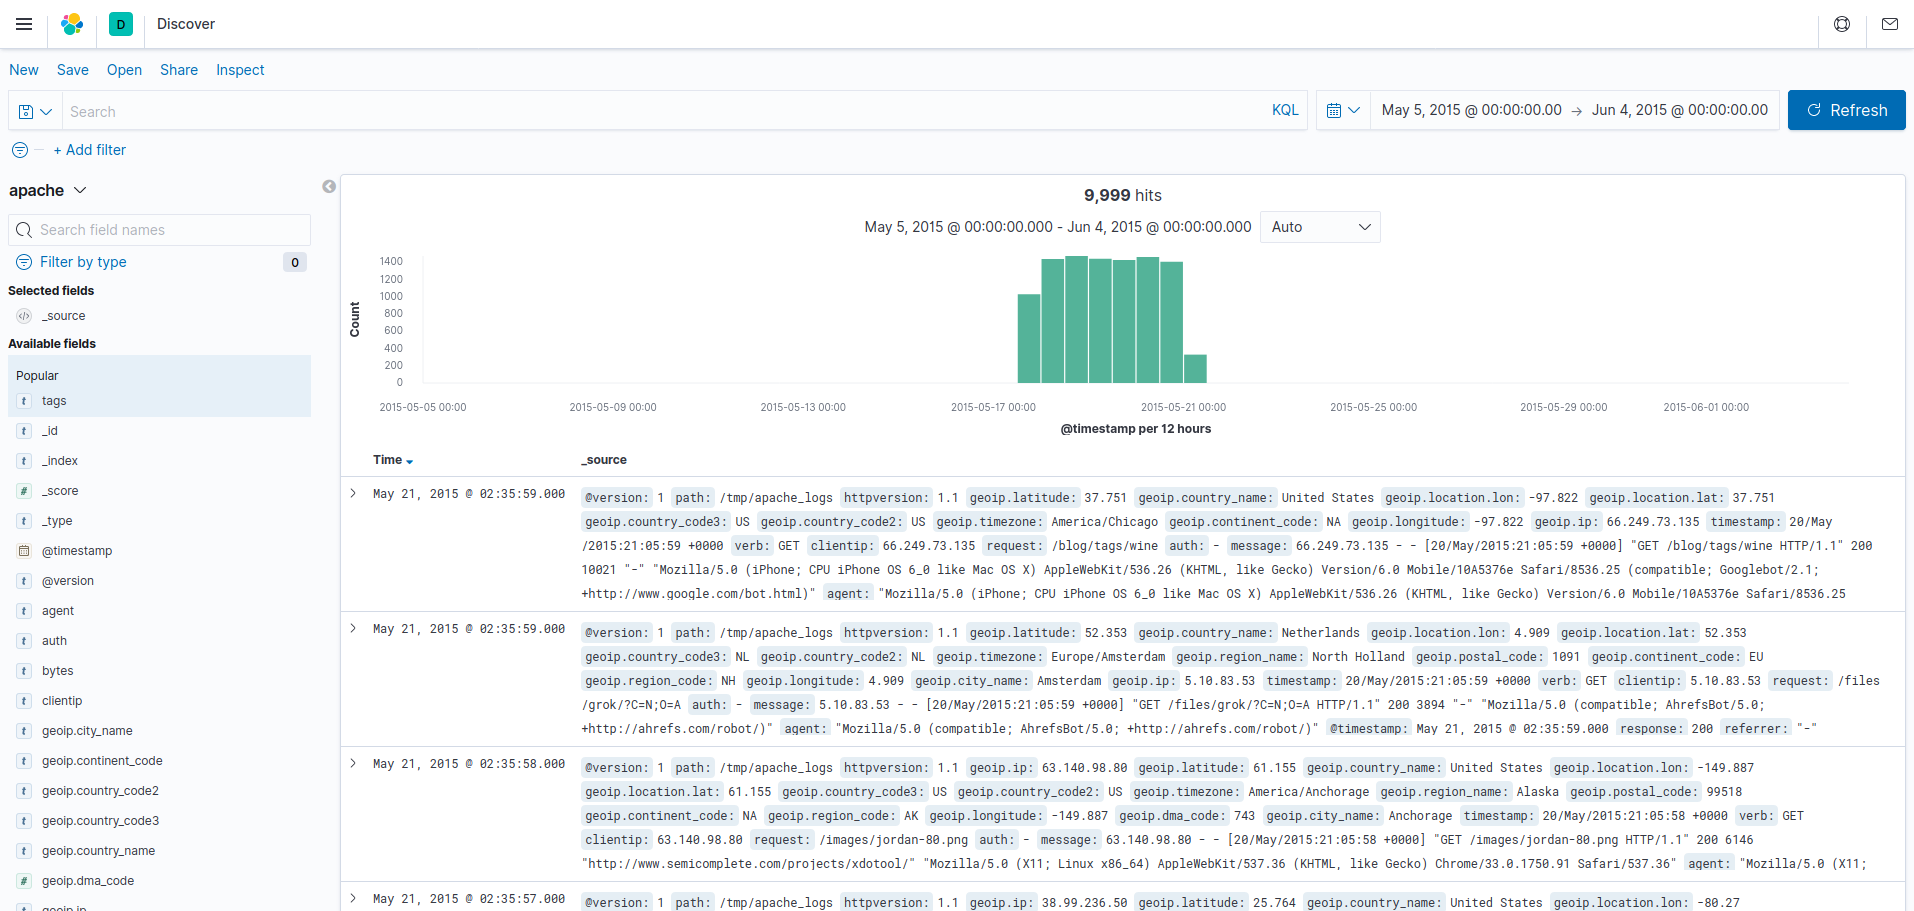 D Discover
New Save Open Share Inspect
Search KQL May 5, 2015 @ 00:00:00.00 → Jun 4, 2015 @ 00:00:00.00 Refresh
+ Add filter
apache
Search field names
Filter by type 0
Selected fields
_source
Available fields
Popular
t tags
t _id
t _index
# _score
t _type
@timestamp
t @version
t agent
t auth
t bytes
t clientip
t geoip.city_name
t geoip.continent_code
t geoip.country_code2
t geoip.country_code3
t geoip.country_name
# geoip.dma_code
geoip.ip
9,999 hits
May 5, 2015 @ 00:00:00.000 - Jun 4, 2015 @ 00:00:00.000 Auto
Count
1400
1200
1000
800
600
400
200
0
2015-05-05 00:00 2015-05-09 00:00 2015-05-13 00:00 2015-05-17 00:00 2015-05-21 00:00 2015-05-25 00:00 2015-05-29 00:00 2015-06-01 00:00
@timestamp per 12 hours
Time _source
May 21, 2015 @ 02:35:59.000 @version: 1 path: /tmp/apache_logs httpversion: 1.1 geoip.latitude: 37.751 geoip.country_name: United States geoip.location.lon: -97.822 geoip.location.lat: 37.751
geoip.country_code3: US geoip.country_code2: US geoip.timezone: America/Chicago geoip.continent_code: NA geoip.longitude: -97.822 geoip.ip: 66.249.73.135 timestamp: 20/May
/2015:21:05:59 +0000 verb: GET clientip: 66.249.73.135 request: /blog/tags/wine auth: - message: 66.249.73.135 - - [20/May/2015:21:05:59 +0000] "GET /blog/tags/wine HTTP/1.1" 200
10021 "-" "Mozilla/5.0 (iPhone; CPU iPhone OS 6_0 like Mac OS X) AppleWebKit/536.26 (KHTML, like Gecko) Version/6.0 Mobile/10A5376e Safari/8536.25 (compatible; Googlebot/2.1;
+http://www.google.com/bot.html)" agent: "Mozilla/5.0 (iPhone; CPU iPhone OS 6_0 like Mac OS X) AppleWebKit/536.26 (KHTML, like Gecko) Version/6.0 Mobile/10A5376e Safari/8536.25
May 21, 2015 @ 02:35:59.000 @version: 1 path: /tmp/apache_logs httpversion: 1.1 geoip.latitude: 52.353 geoip.country_name: Netherlands geoip.location.lon: 4.909 geoip.location.lat: 52.353
geoip.country_code3: NL geoip.country_code2: NL geoip.timezone: Europe/Amsterdam geoip.region_name: North Holland geoip.postal_code: 1091 geoip.continent_code: EU
geoip.region_code: NH geoip.longitude: 4.909 geoip.city_name: Amsterdam geoip.ip: 5.10.83.53 timestamp: 20/May/2015:21:05:59 +0000 verb: GET clientip: 5.10.83.53 request: /files
/grok/?C=N;O=A auth: - message: 5.10.83.53 - - [20/May/2015:21:05:59 +0000] "GET /files/grok/?C=N;O=A HTTP/1.1" 200 3894 "-" "Mozilla/5.0 (compatible; AhrefsBot/5.0;
+http://ahrefs.com/robot/)" agent: "Mozilla/5.0 (compatible; AhrefsBot/5.0; +http://ahrefs.com/robot/)" @timestamp: May 21, 2015 @ 02:35:59.000 response: 200 referrer: "-"
May 21, 2015 @ 02:35:58.000 @version: 1 path: /tmp/apache_logs httpversion: 1.1 geoip.ip: 63.140.98.80 geoip.latitude: 61.155 geoip.country_name: United States geoip.location.lon: -149.887
geoip.location.lat: 61.155 geoip.country_code3: US geoip.country_code2: US geoip.timezone: America/Anchorage geoip.region_name: Alaska geoip.postal_code: 99518
geoip.continent_code: NA geoip.region_code: AK geoip.longitude: -149.887 geoip.dma_code: 743 geoip.city_name: Anchorage timestamp: 20/May/2015:21:05:58 +0000 verb: GET
clientip: 63.140.98.80 request: /images/jordan-80.png auth: - message: 63.140.98.80 - - [20/May/2015:21:05:58 +0000] "GET /images/jordan-80.png HTTP/1.1" 200 6146
"http://www.semicomplete.com/projects/xdotool/" "Mozilla/5.0 (X11; Linux x86_64) AppleWebKit/537.36 (KHTML, like Gecko) Chrome/33.0.1750.91 Safari/537.36" agent: "Mozilla/5.0 (X11;
May 21, 2015 @ 02:35:57.000 @version: 1 path: /tmp/apache_logs httpversion: 1.1 geoip.ip: 38.99.236.50 geoip.latitude: 25.764 geoip.country_name: United States geoip.location.lon: -80.27